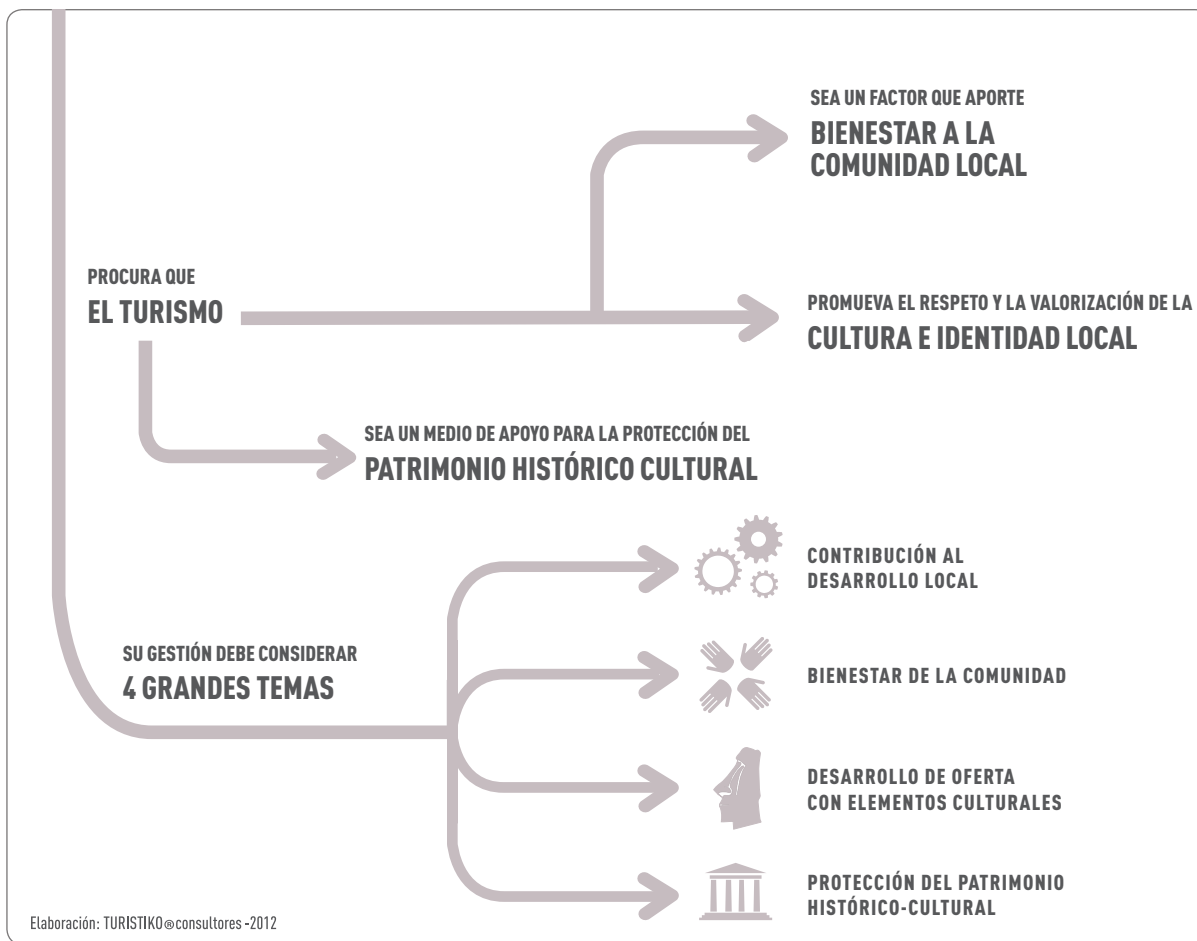 SEA UN FACTOR QUE APORTE
BIENESTAR A LA
COMUNIDAD LOCAL
PROCURA QUE
EL TURISMO
PROMUEVA EL RESPETO Y LA VALORIZACIÓN DE LA
CULTURA E IDENTIDAD LOCAL
SEA UN MEDIO DE APOYO PARA LA PROTECCIÓN DEL
PATRIMONIO HISTÓRICO CULTURAL
SU GESTIÓN DEBE CONSIDERAR
4 GRANDES TEMAS
CONTRIBUCIÓN AL
DESARROLLO LOCAL
BIENESTAR DE LA COMUNIDAD
DESARROLLO DE OFERTA
CON ELEMENTOS CULTURALES
PROTECCIÓN DEL PATRIMONIO
HISTÓRICO-CULTURAL
Elaboración: TURISTIKO®consultores -2012